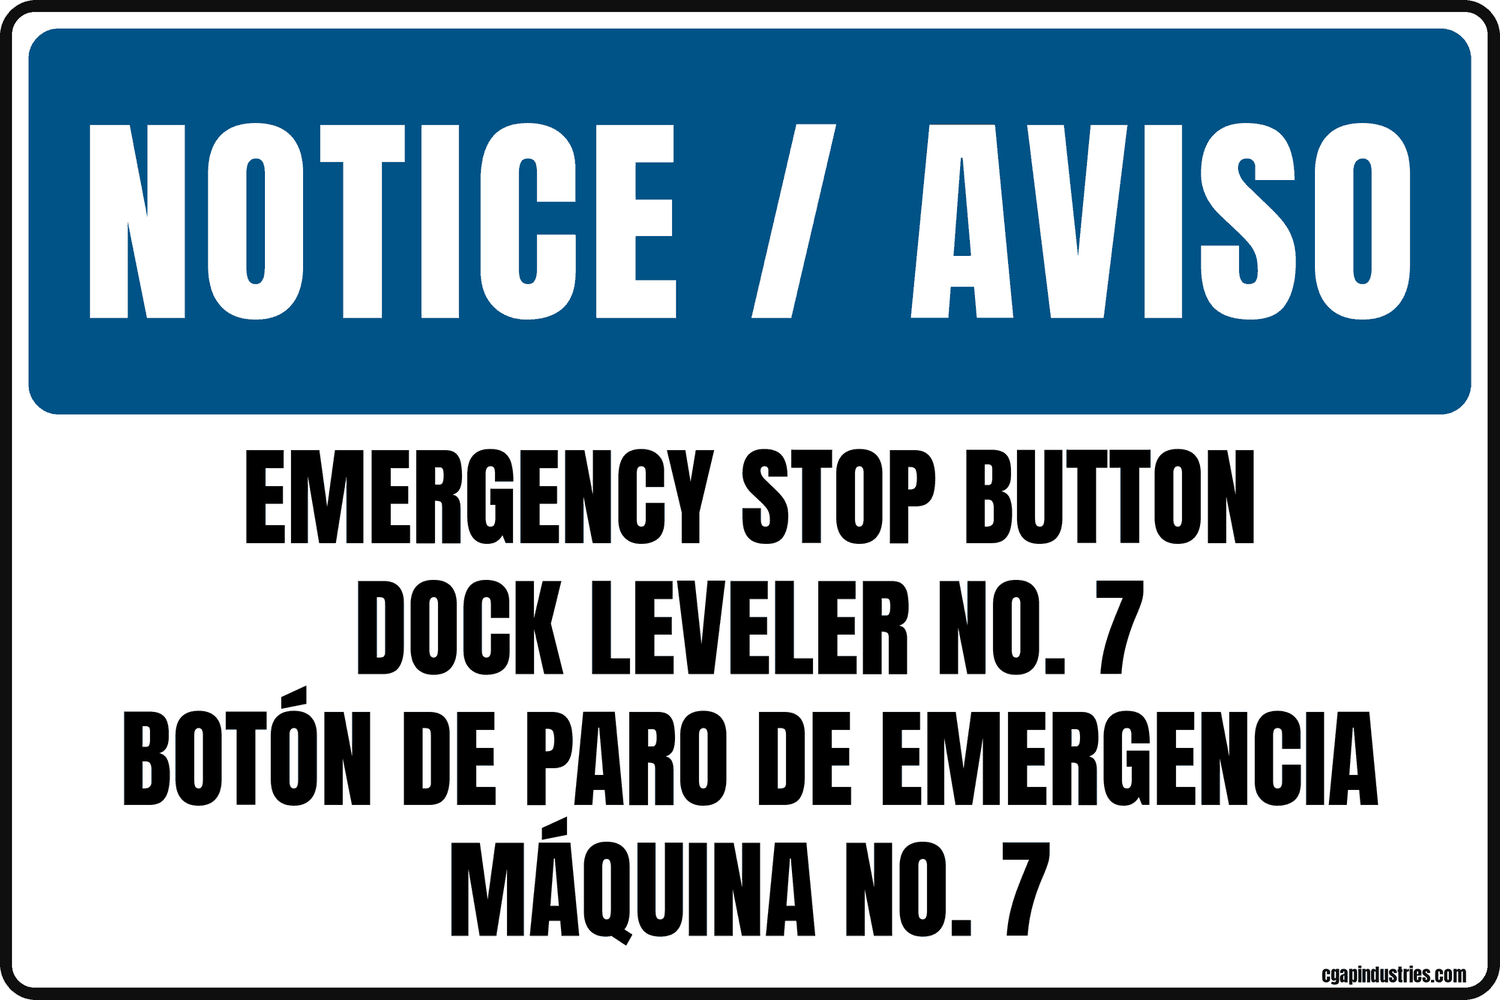 NOTICE / AVISO
EMERGENCY STOP BUTTON
DOCK LEVELER NO. 7
BOTÓN DE PARO DE EMERGENCIA
MÁQUINA NO. 7
cgapindustries.com